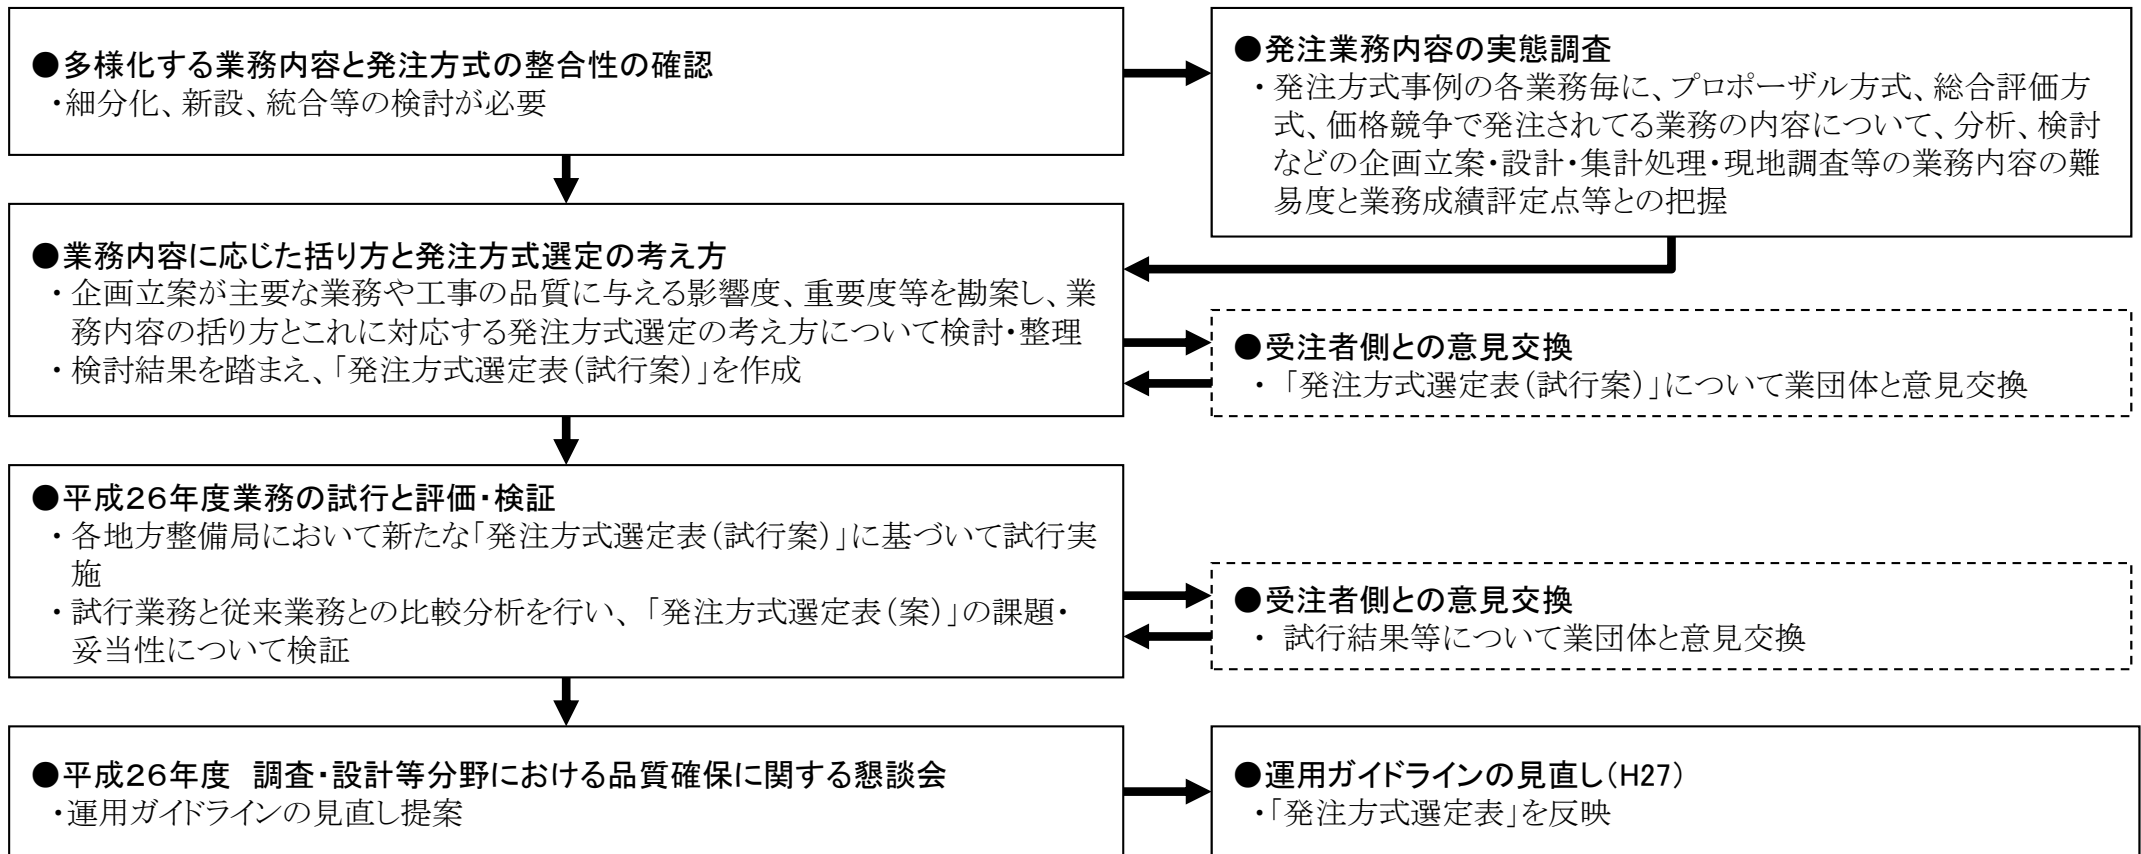 ●多様化する業務内容と発注方式の整合性の確認
・細分化、新設、統合等の検討が必要
●発注業務内容の実態調査
・発注方式事例の各業務毎に、プロポーザル方式、総合評価方
式、価格競争で発注されてる業務の内容について、分析、検討
などの企画立案・設計・集計処理・現地調査等の業務内容の難
易度と業務成績評定点等との把握
●業務内容に応じた括り方と発注方式選定の考え方
・企画立案が主要な業務や工事の品質に与える影響度、重要度等を勘案し、業
務内容の括り方とこれに対応する発注方式選定の考え方について検討・整理
・検討結果を踏まえ、「発注方式選定表（試行案）」を作成
●受注者側との意見交換
・「発注方式選定表（試行案）」について業団体と意見交換
●平成２６年度業務の試行と評価・検証
・各地方整備局において新たな「発注方式選定表（試行案）」に基づいて試行実
施
・試行業務と従来業務との比較分析を行い、「発注方式選定表（案）」の課題・
妥当性について検証
●受注者側との意見交換
・ 試行結果等について業団体と意見交換
●平成２６年度　調査・設計等分野における品質確保に関する懇談会
・運用ガイドラインの見直し提案
●運用ガイドラインの見直し（H27）
・「発注方式選定表」を反映